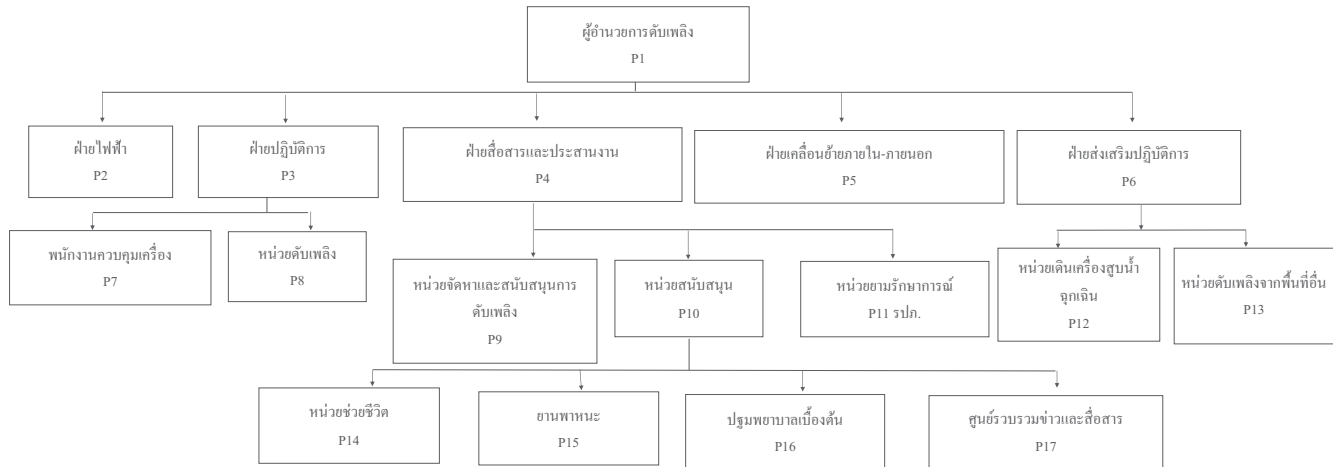 ผู้อำนวยการดับเพลิง
P1
ฝ่ายไฟฟ้า
P2
ฝ่ายปฏิบัติการ
P3
ฝ่ายสื่อสารและประสานงาน
P4
ฝ่ายเคลื่อนย้ายภายใน-ภายนอก
P5
ฝ่ายส่งเสริมปฏิบัติการ
P6
พนักงานควบคุมเครื่อง
P7
หน่วยดับเพลิง
P8
หน่วยจัดหาและสนับสนุนการ
ดับเพลิง
P9
หน่วยสนับสนุน
P10
หน่วยยามรักษาการณ์
P11 รปภ.
หน่วยเดินเครื่องสูบน้ำ
ฉุกเฉิน
P12
หน่วยดับเพลิงจากพื้นที่อื่น
P13
หน่วยช่วยชีวิต
P14
ยานพาหนะ
P15
ปฐมพยาบาลเบื้องต้น
P16
ศูนย์รวบรวมข่าวและสื่อสาร
P17